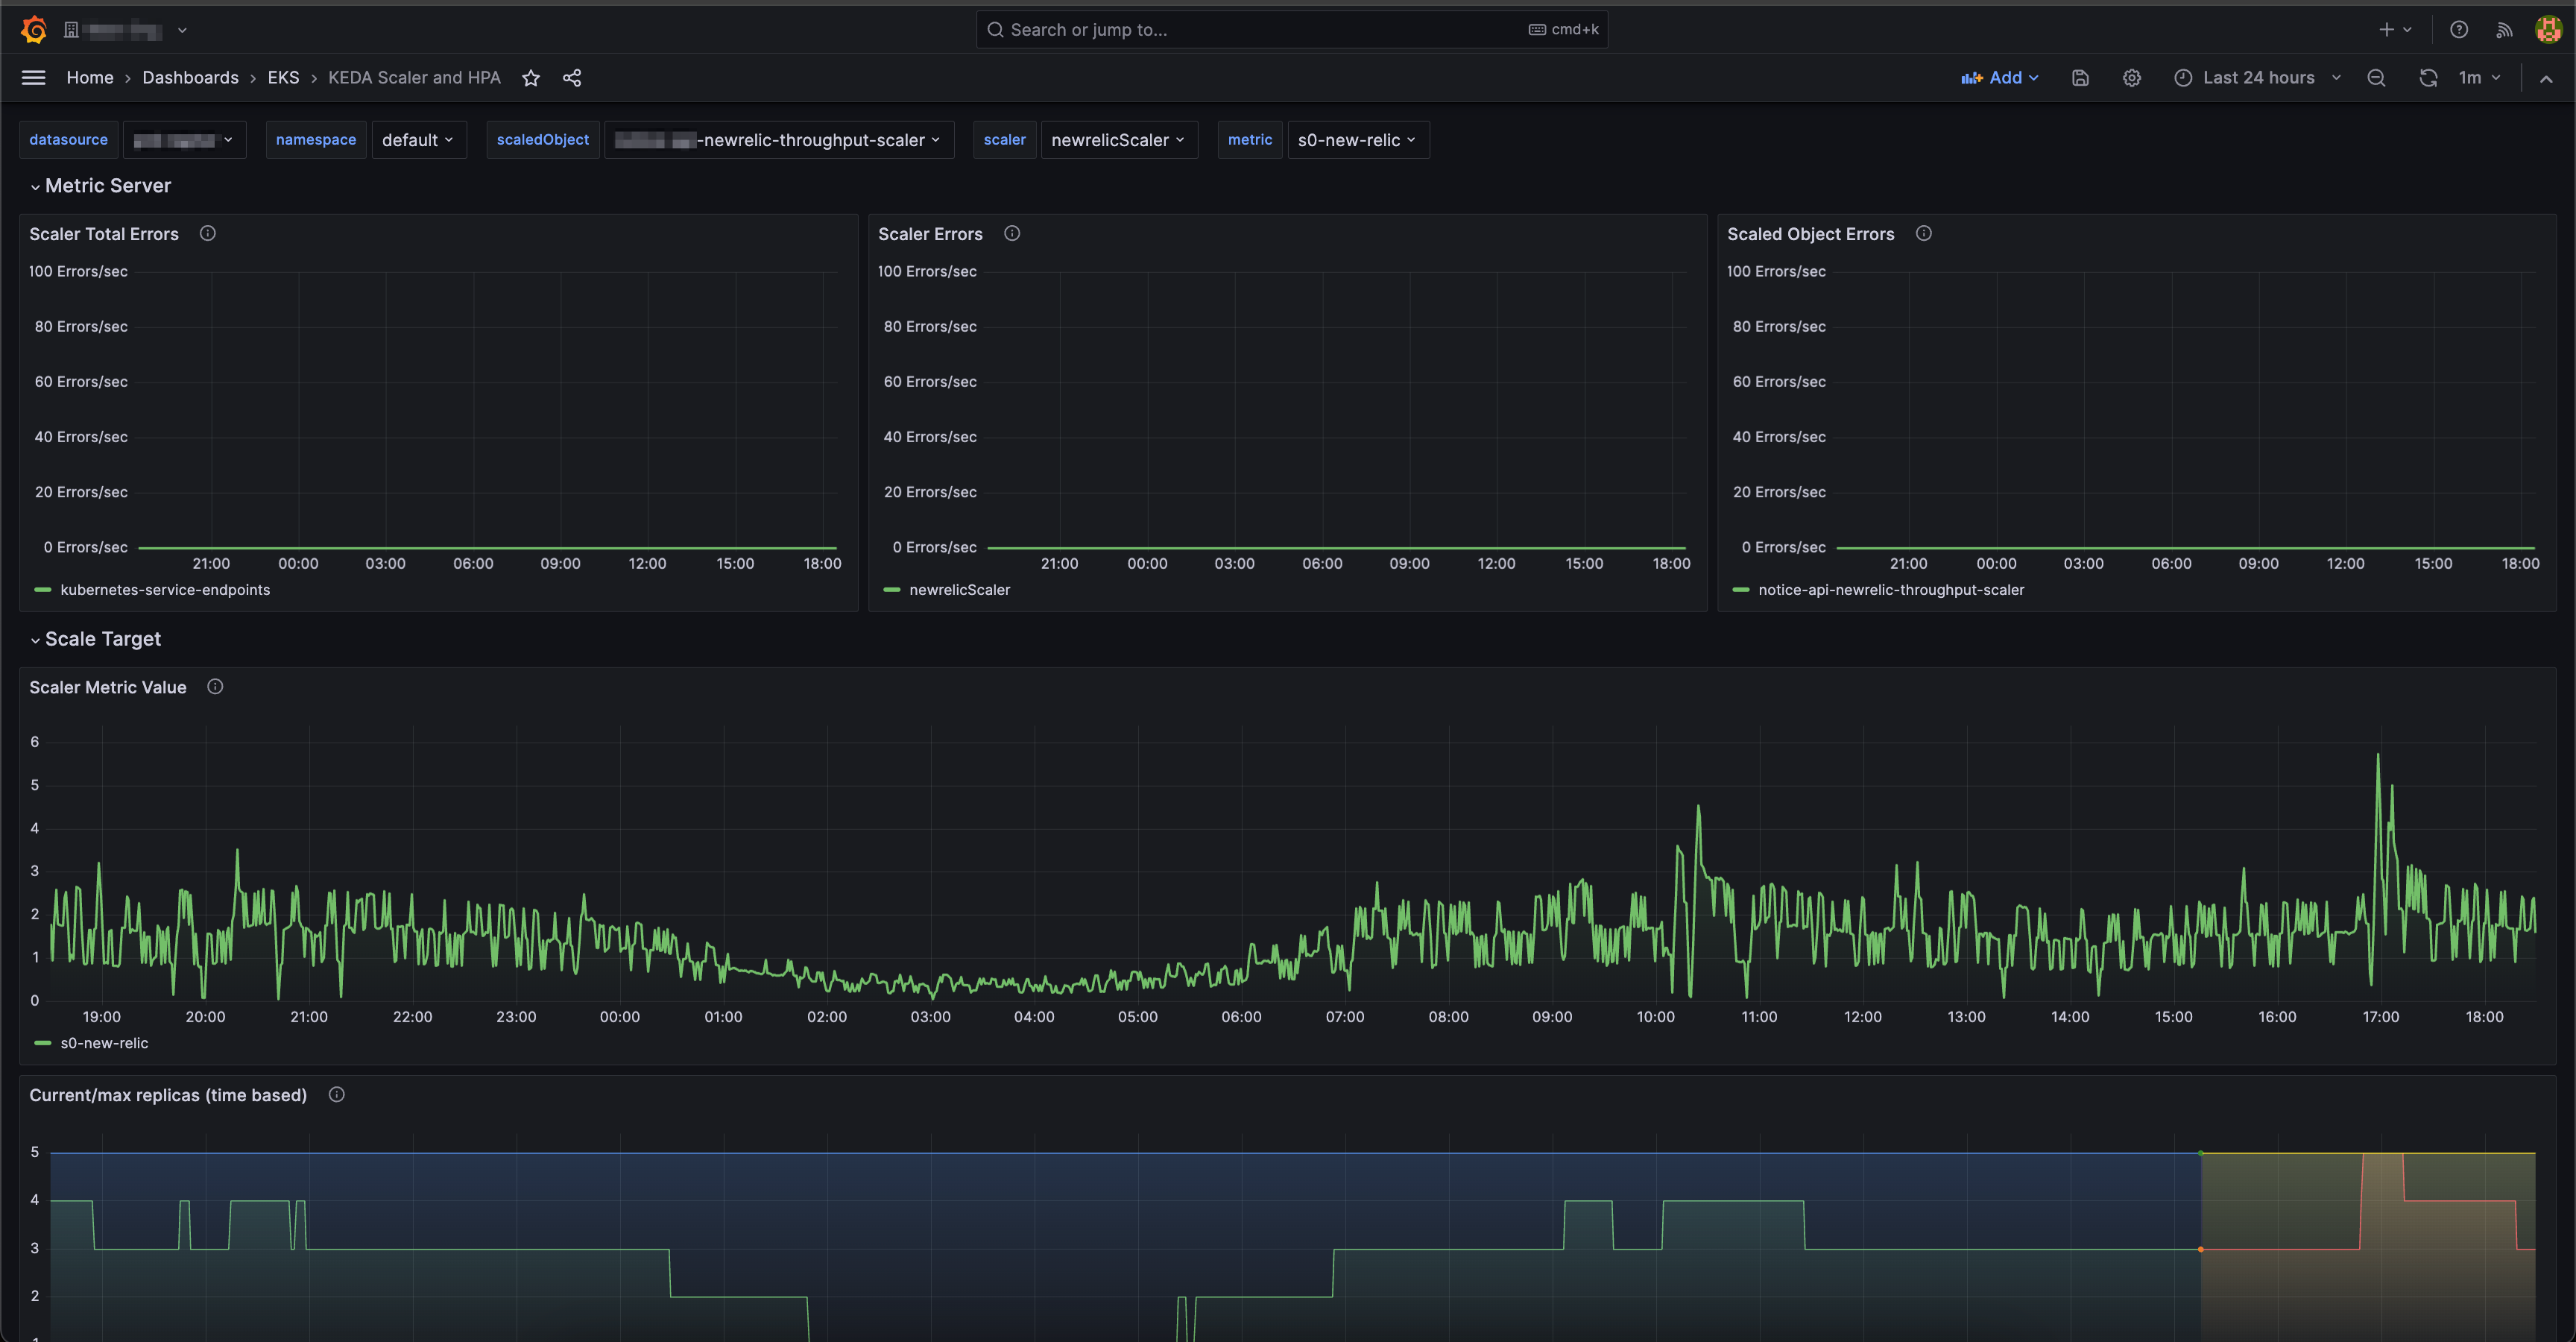 Search or jump to... cmd+k
Home › Dashboards › EKS › KEDA Scaler and HPA Add Last 24 hours 1m
datasource namespace default scaledObject -newrelic-throughput-scaler scaler newrelicScaler metric s0-new-relic
Metric Server
Scaler Total Errors
100 Errors/sec
80 Errors/sec
60 Errors/sec
40 Errors/sec
20 Errors/sec
0 Errors/sec
21:00 00:00 03:00 06:00 09:00 12:00 15:00 18:00
kubernetes-service-endpoints
Scaler Errors
100 Errors/sec
80 Errors/sec
60 Errors/sec
40 Errors/sec
20 Errors/sec
0 Errors/sec
21:00 00:00 03:00 06:00 09:00 12:00 15:00 18:00
newrelicScaler
Scaled Object Errors
100 Errors/sec
80 Errors/sec
60 Errors/sec
40 Errors/sec
20 Errors/sec
0 Errors/sec
21:00 00:00 03:00 06:00 09:00 12:00 15:00 18:00
notice-api-newrelic-throughput-scaler
Scale Target
Scaler Metric Value
6
5
4
3
2
1
0
19:00 20:00 21:00 22:00 23:00 00:00 01:00 02:00 03:00 04:00 05:00 06:00 07:00 08:00 09:00 10:00 11:00 12:00 13:00 14:00 15:00 16:00 17:00 18:00
s0-new-relic
Current/max replicas (time based)
5
4
3
2
1